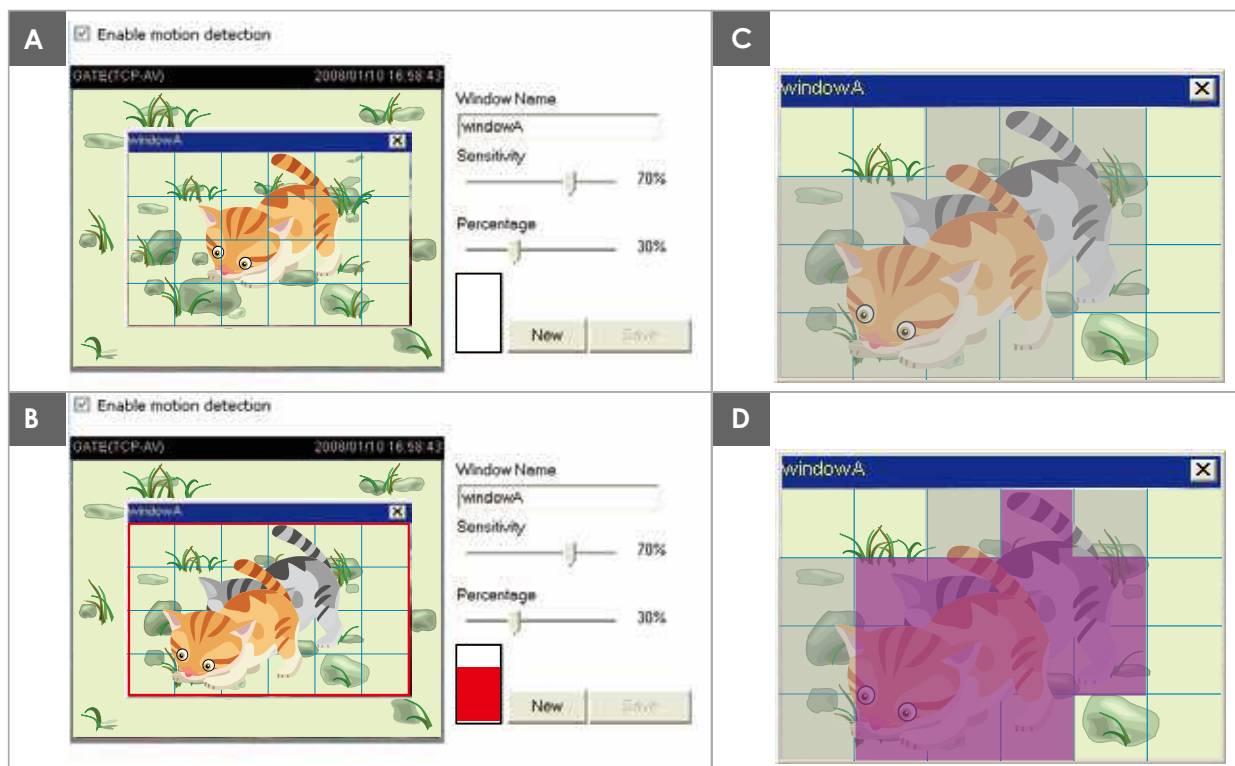 A
Enable motion detection
GATE(TCP-AV) 2008/01/10 16:58:43
windowA
Window Name
windowA
Sensitivity
70%
Percentage
30%
New Save
B
Enable motion detection
GATE(TCP-AV) 2008/01/10 16:58:43
windowA
Window Name
windowA
Sensitivity
70%
Percentage
30%
New Save
C
windowA
D
windowA